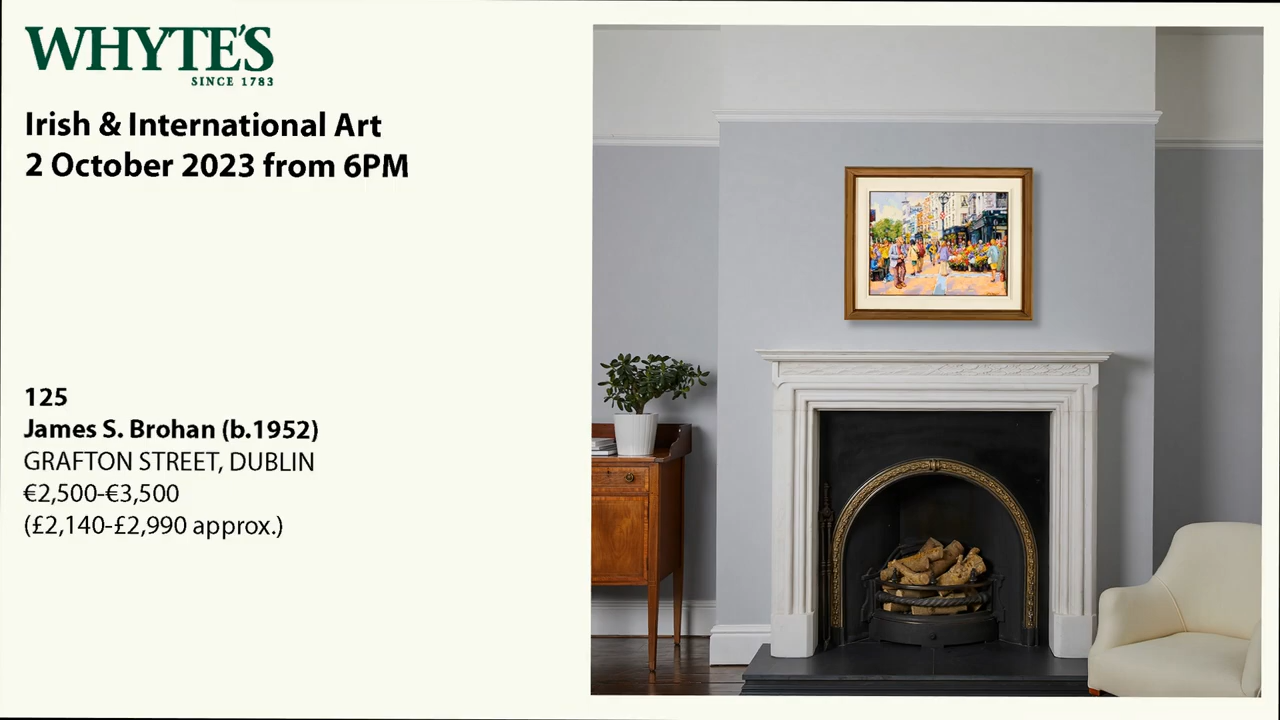 WHYTE'S
SINCE 1783
Irish & International Art
2 October 2023 from 6PM
125
James S. Brohan (b.1952)
GRAFTON STREET, DUBLIN
€2,500-€3,500
(£2,140-£2,990 approx.)